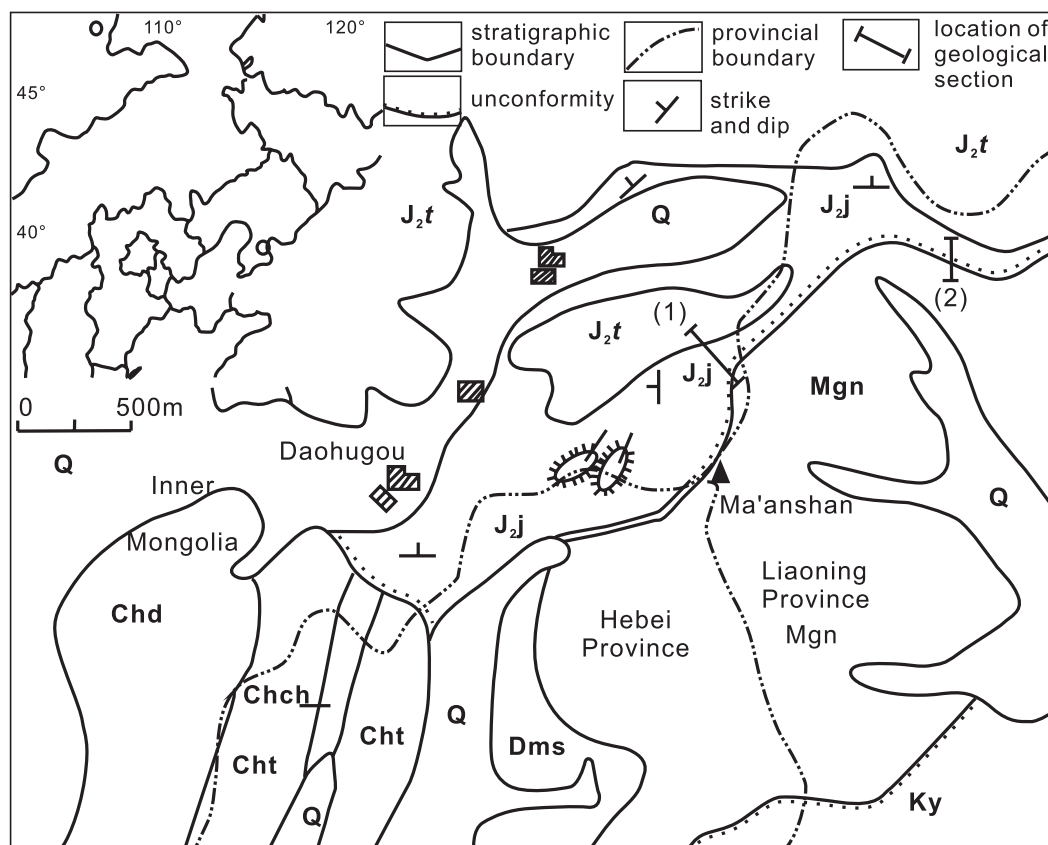 110°
120°
45°
40°
stratigraphic
boundary
provincial
boundary
location of
geological
section
unconformity
strike
and dip
J₂t
J₂t
Q
J₂j
(2)
(1)
J₂t
J₂j
Mgn
0 500m
Q
Daohugou
Inner
Mongolia
J₂j
Ma'anshan
Q
Chd
Liaoning
Province
Mgn
Hebei
Province
Chch
Cht
Cht
Q
Dms
Q
Ky